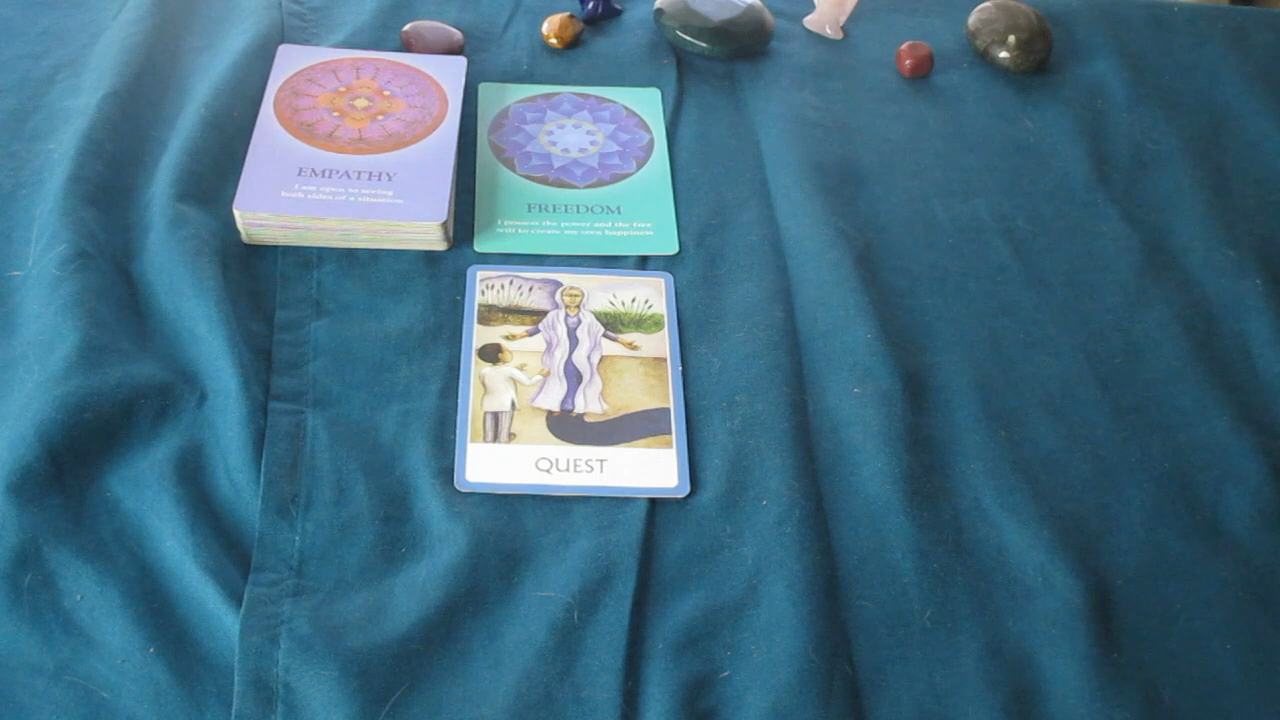 EMPATHY
I am open to seeing
both sides of a situation
FREEDOM
I possess the power and the free
will to create my own happiness
QUEST